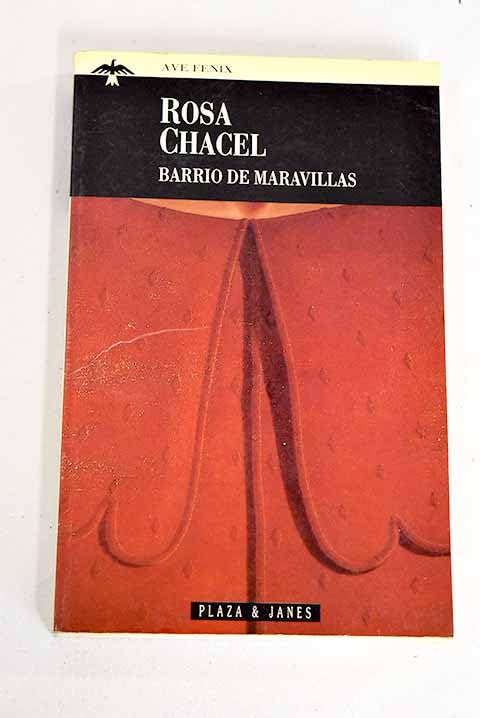 AVE FENIX
ROSA
CHACEL
BARRIO DE MARAVILLAS
PLAZA & JANES